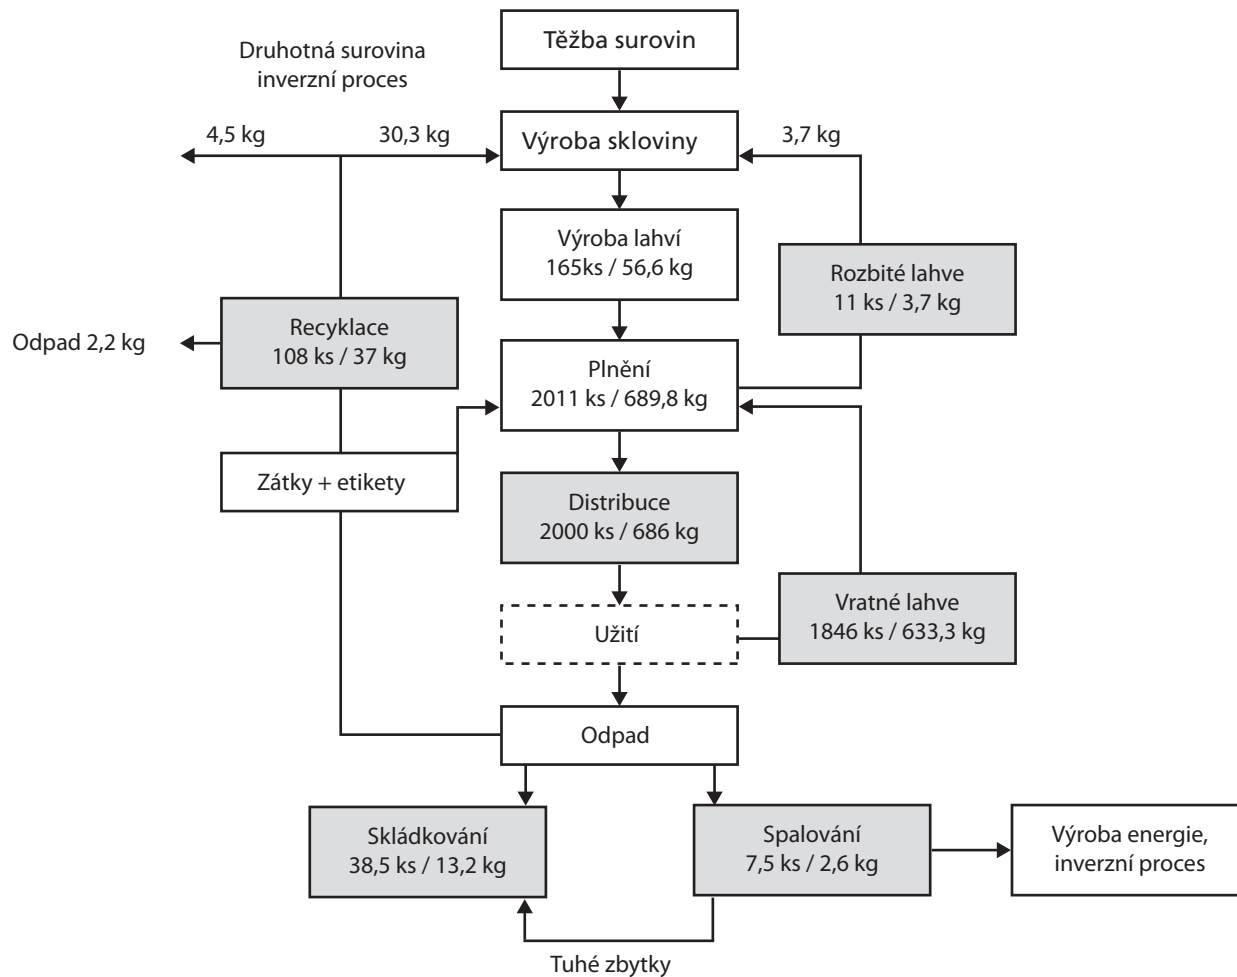 Těžba surovin
Druhotná surovina
inverzní proces
4,5 kg
30,3 kg
Výroba skloviny
3,7 kg
Výroba lahví
165ks / 56,6 kg
Rozbité lahve
11 ks / 3,7 kg
Odpad 2,2 kg
Recyklace
108 ks / 37 kg
Plnění
2011 ks / 689,8 kg
Zátky + etikety
Distribuce
2000 ks / 686 kg
Užití
Vratné lahve
1846 ks / 633,3 kg
Odpad
Skládkování
38,5 ks / 13,2 kg
Spalování
7,5 ks / 2,6 kg
Výroba energie,
inverzní proces
Tuhé zbytky